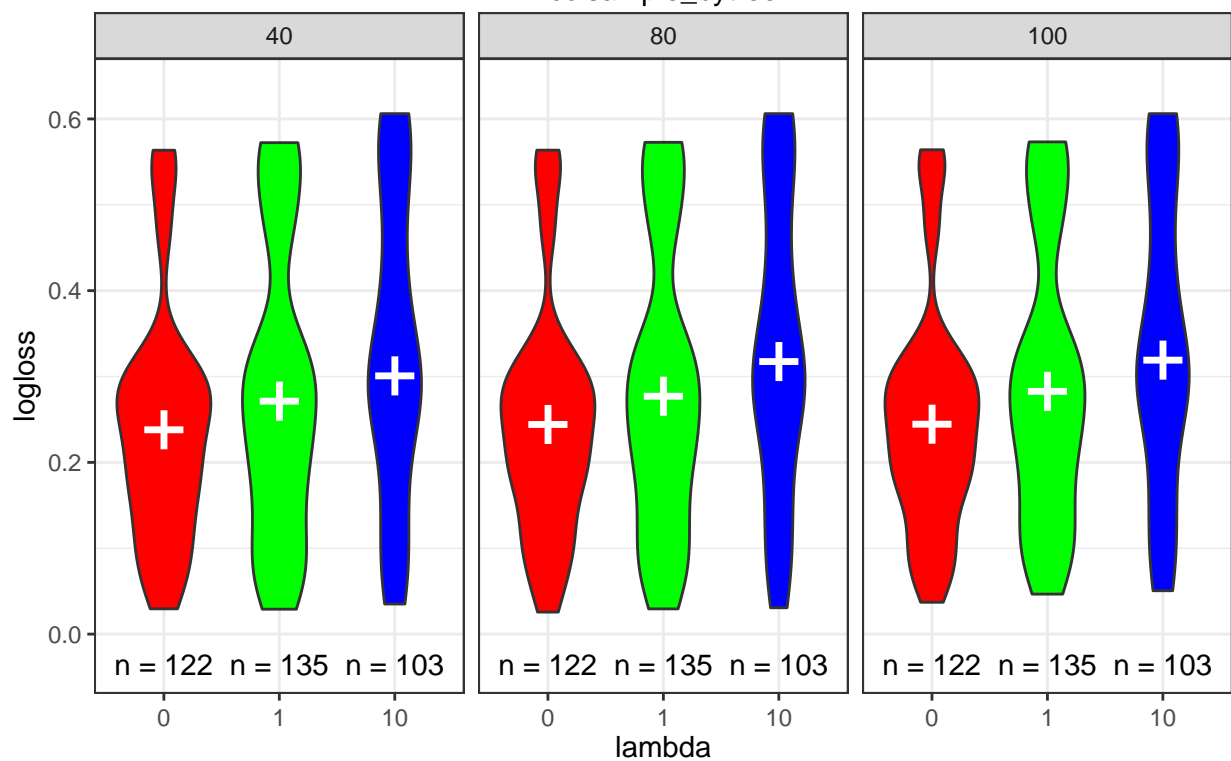 40 80 100
logloss
0.6
0.4
0.2
0.0
n = 122 n = 135 n = 103 n = 122 n = 135 n = 103 n = 122 n = 135 n = 103
0 1 10 0 1 10 0 1 10
lambda